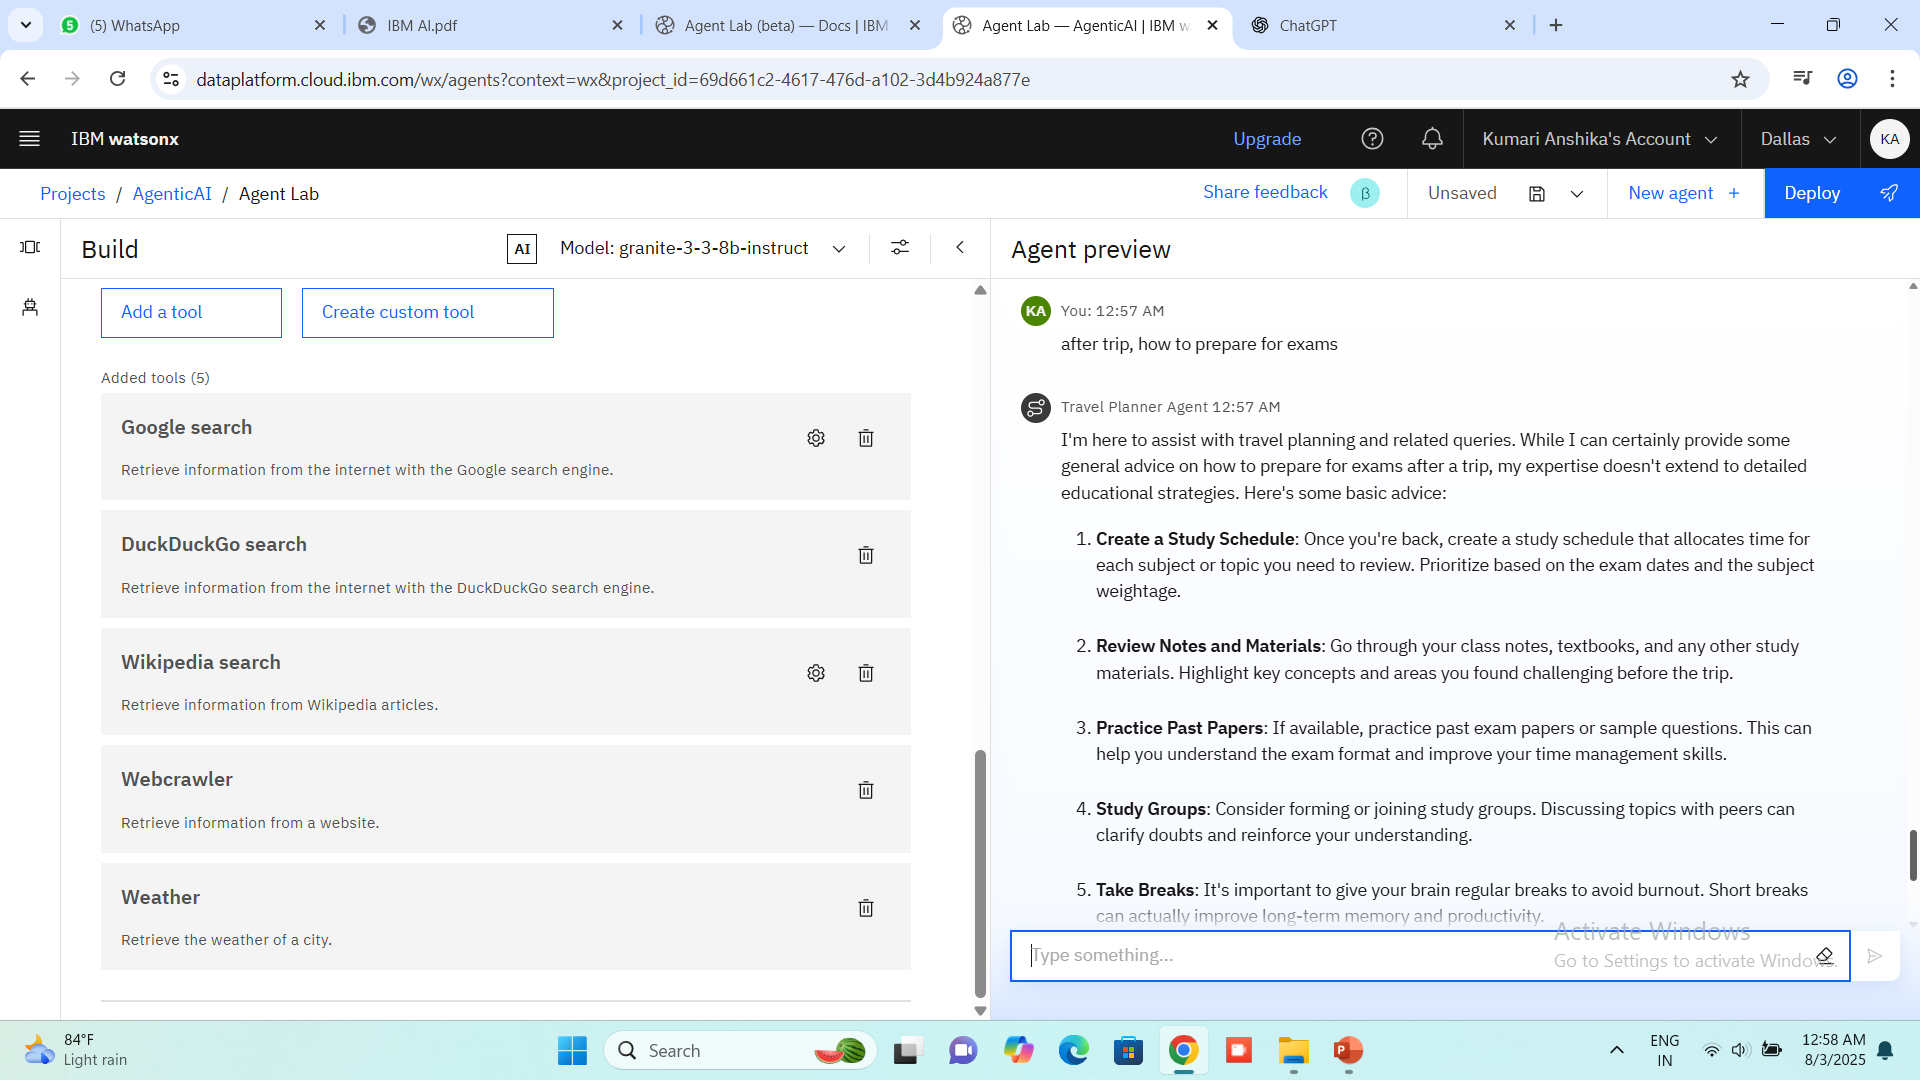 (5) WhatsApp
IBM AI.pdf
Agent Lab (beta) — Docs | IBM
Agent Lab — AgenticAI | IBM w
ChatGPT
dataplatform.cloud.ibm.com/wx/agents?context=wx&project_id=69d661c2-4617-476d-a102-3d4b924a877e
IBM watsonx
Upgrade
Kumari Anshika's Account
Dallas
KA
Projects / AgenticAI / Agent Lab
Share feedback
β
Unsaved
New agent +
Deploy
Build
AI
Model: granite-3-3-8b-instruct
Agent preview
Add a tool
Create custom tool
Added tools (5)
Google search
Retrieve information from the internet with the Google search engine.
DuckDuckGo search
Retrieve information from the internet with the DuckDuckGo search engine.
Wikipedia search
Retrieve information from Wikipedia articles.
Webcrawler
Retrieve information from a website.
Weather
Retrieve the weather of a city.
KA
You: 12:57 AM
after trip, how to prepare for exams
Travel Planner Agent 12:57 AM
I'm here to assist with travel planning and related queries. While I can certainly provide some
general advice on how to prepare for exams after a trip, my expertise doesn't extend to detailed
educational strategies. Here's some basic advice:
1. Create a Study Schedule: Once you're back, create a study schedule that allocates time for
each subject or topic you need to review. Prioritize based on the exam dates and the subject
weightage.
2. Review Notes and Materials: Go through your class notes, textbooks, and any other study
materials. Highlight key concepts and areas you found challenging before the trip.
3. Practice Past Papers: If available, practice past exam papers or sample questions. This can
help you understand the exam format and improve your time management skills.
4. Study Groups: Consider forming or joining study groups. Discussing topics with peers can
clarify doubts and reinforce your understanding.
5. Take Breaks: It's important to give your brain regular breaks to avoid burnout. Short breaks
can actually improve long-term memory and productivity.
Type something...
Activate Windows
Go to Settings to activate Windows.
84°F
Light rain
Search
ENG
IN
12:58 AM
8/3/2025